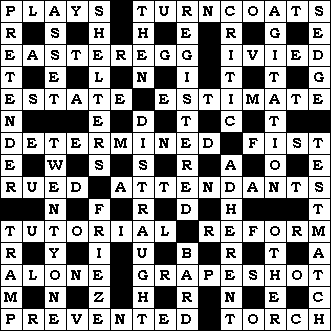 PLAYS TURNCOATS
R S H H E R G E
EASTEREGG IVIED
T E L N I T T G
ESTATE ESTIMATE
N E D T C T
DETERMINED FIST
E W S S R A O E
RUED ATTENDANTS
N F R D H T
TUTORIAL REFORM
R Y I U B R T A
ALONE GRAPESHOT
M N Z H R N E C
PREVENTED TORCH